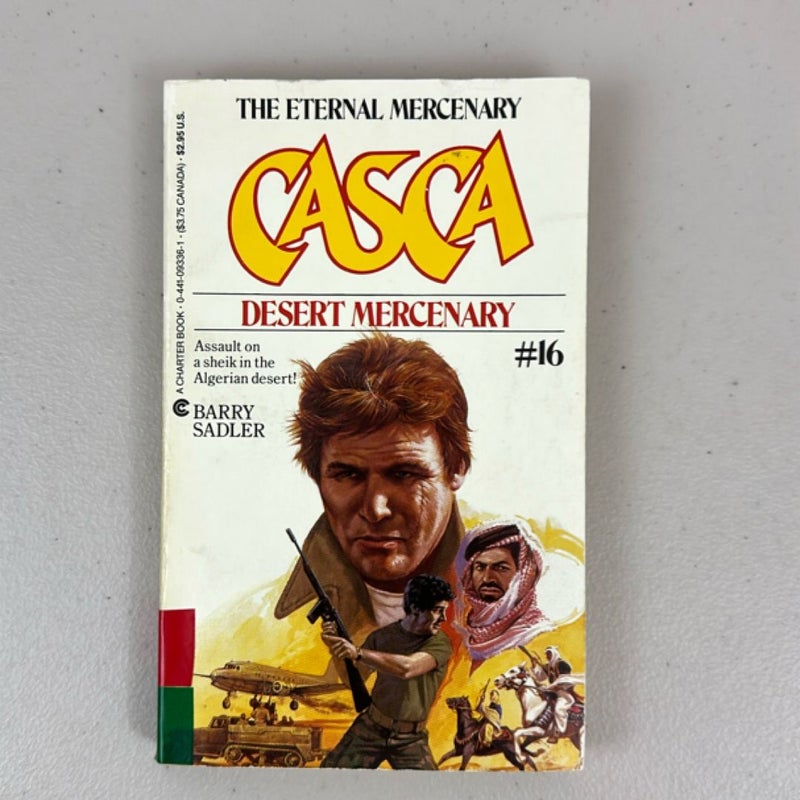 THE ETERNAL MERCENARY
CASCA
DESERT MERCENARY
#16
Assault on
a sheik in the
Algerian desert!
BARRY
SADLER
A CHARTER BOOK · 0-441-09336-1 · ($3.75 CANADA) · $2.95 U.S.